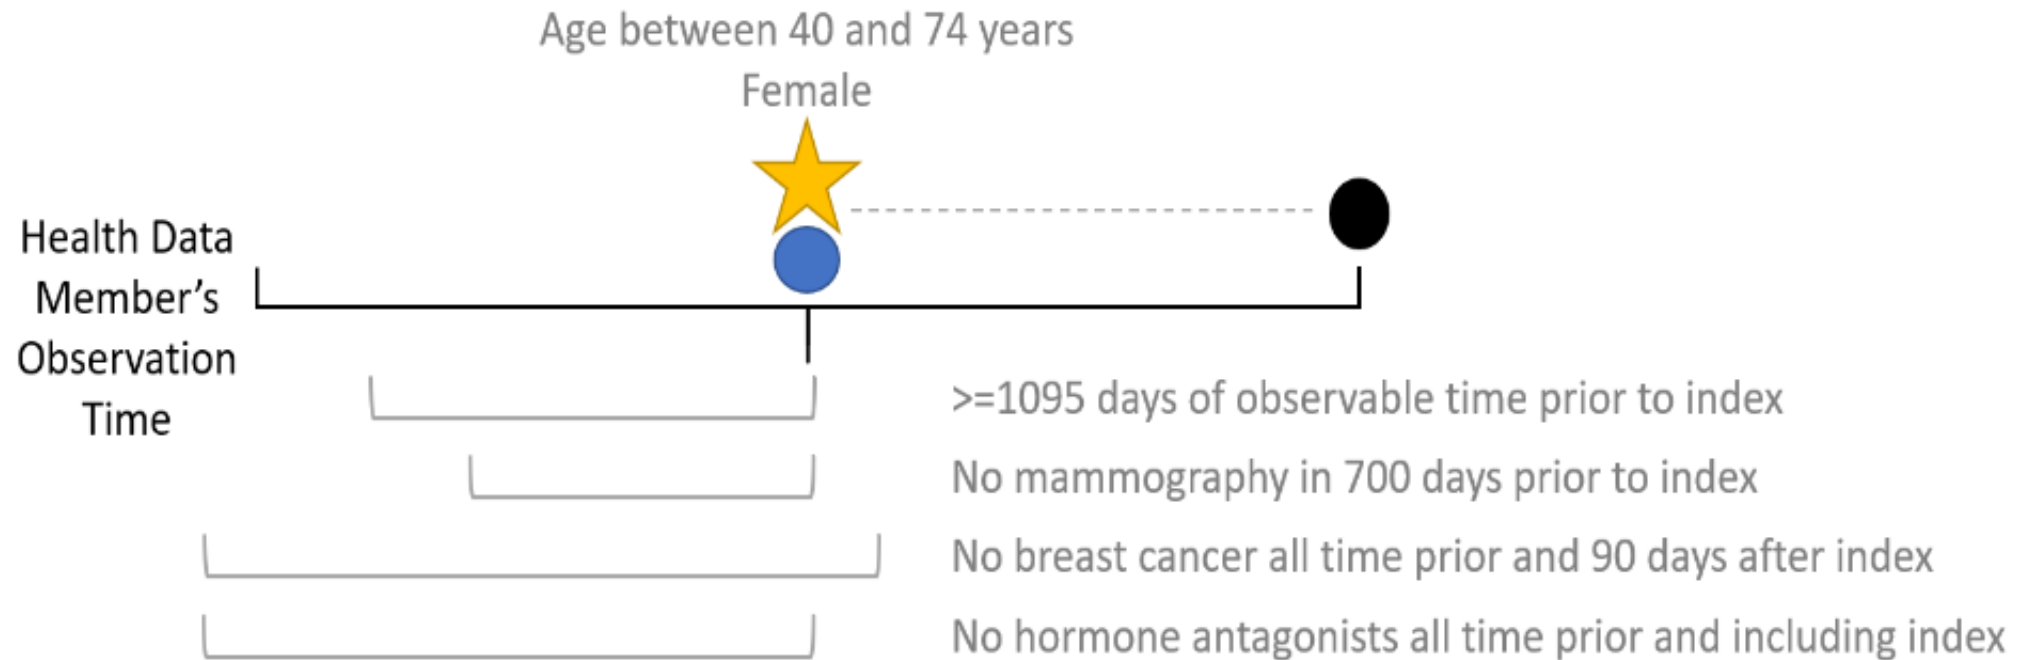 Age between 40 and 74 years
Female
Health Data
Member’s
Observation
Time
>=1095 days of observable time prior to index
No mammography in 700 days prior to index
No breast cancer all time prior and 90 days after index
No hormone antagonists all time prior and including index